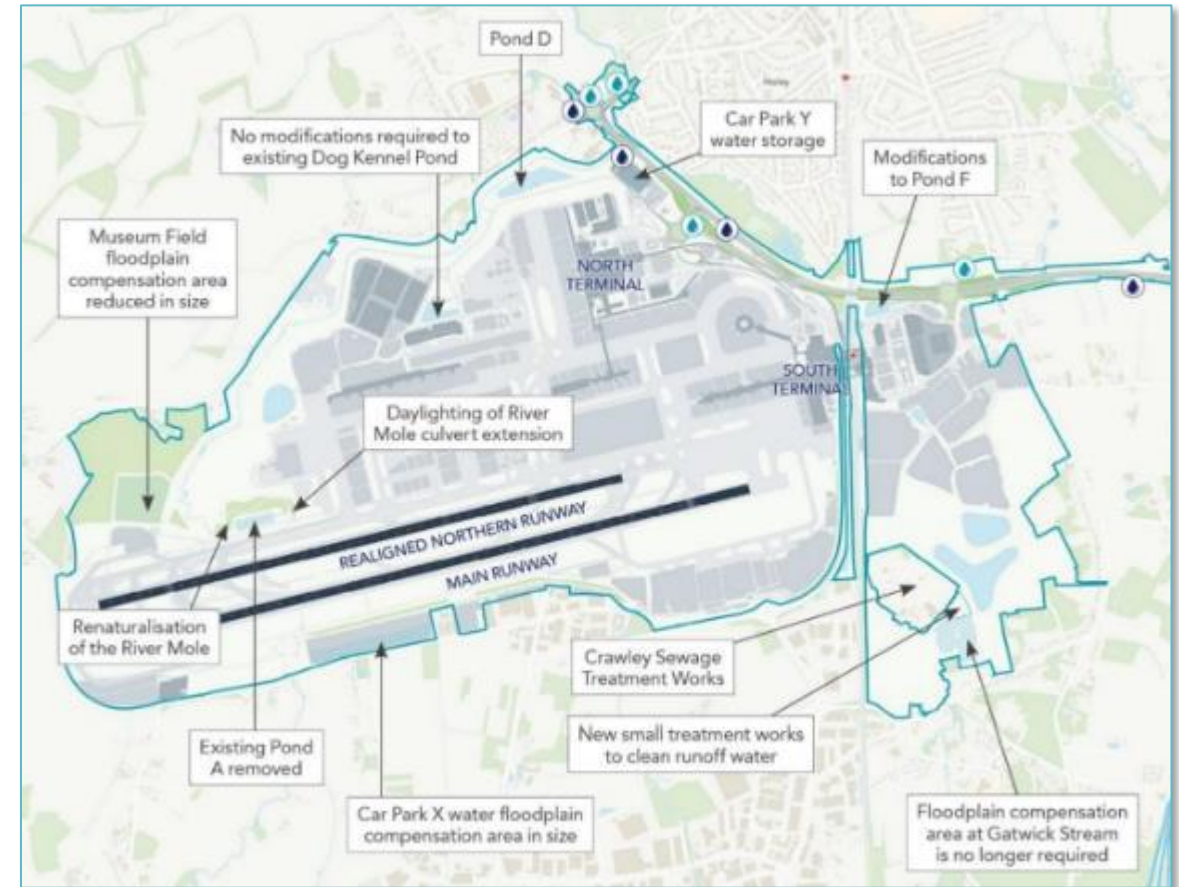 Pond D
Horley
No modifications required to
existing Dog Kennel Pond
Car Park Y
water storage
Modifications
to Pond F
Museum Field
floodplain
compensation area
reduced in size
NORTH
TERMINAL
SOUTH
TERMINAL
Daylighting of River
Mole culvert extension
REALIGNED NORTHERN RUNWAY
MAIN RUNWAY
Renaturalisation
of the River Mole
Crawley Sewage
Treatment Works
Existing Pond
A removed
New small treatment works
to clean runoff water
Car Park X water floodplain
compensation area in size
Floodplain compensation
area at Gatwick Stream
is no longer required